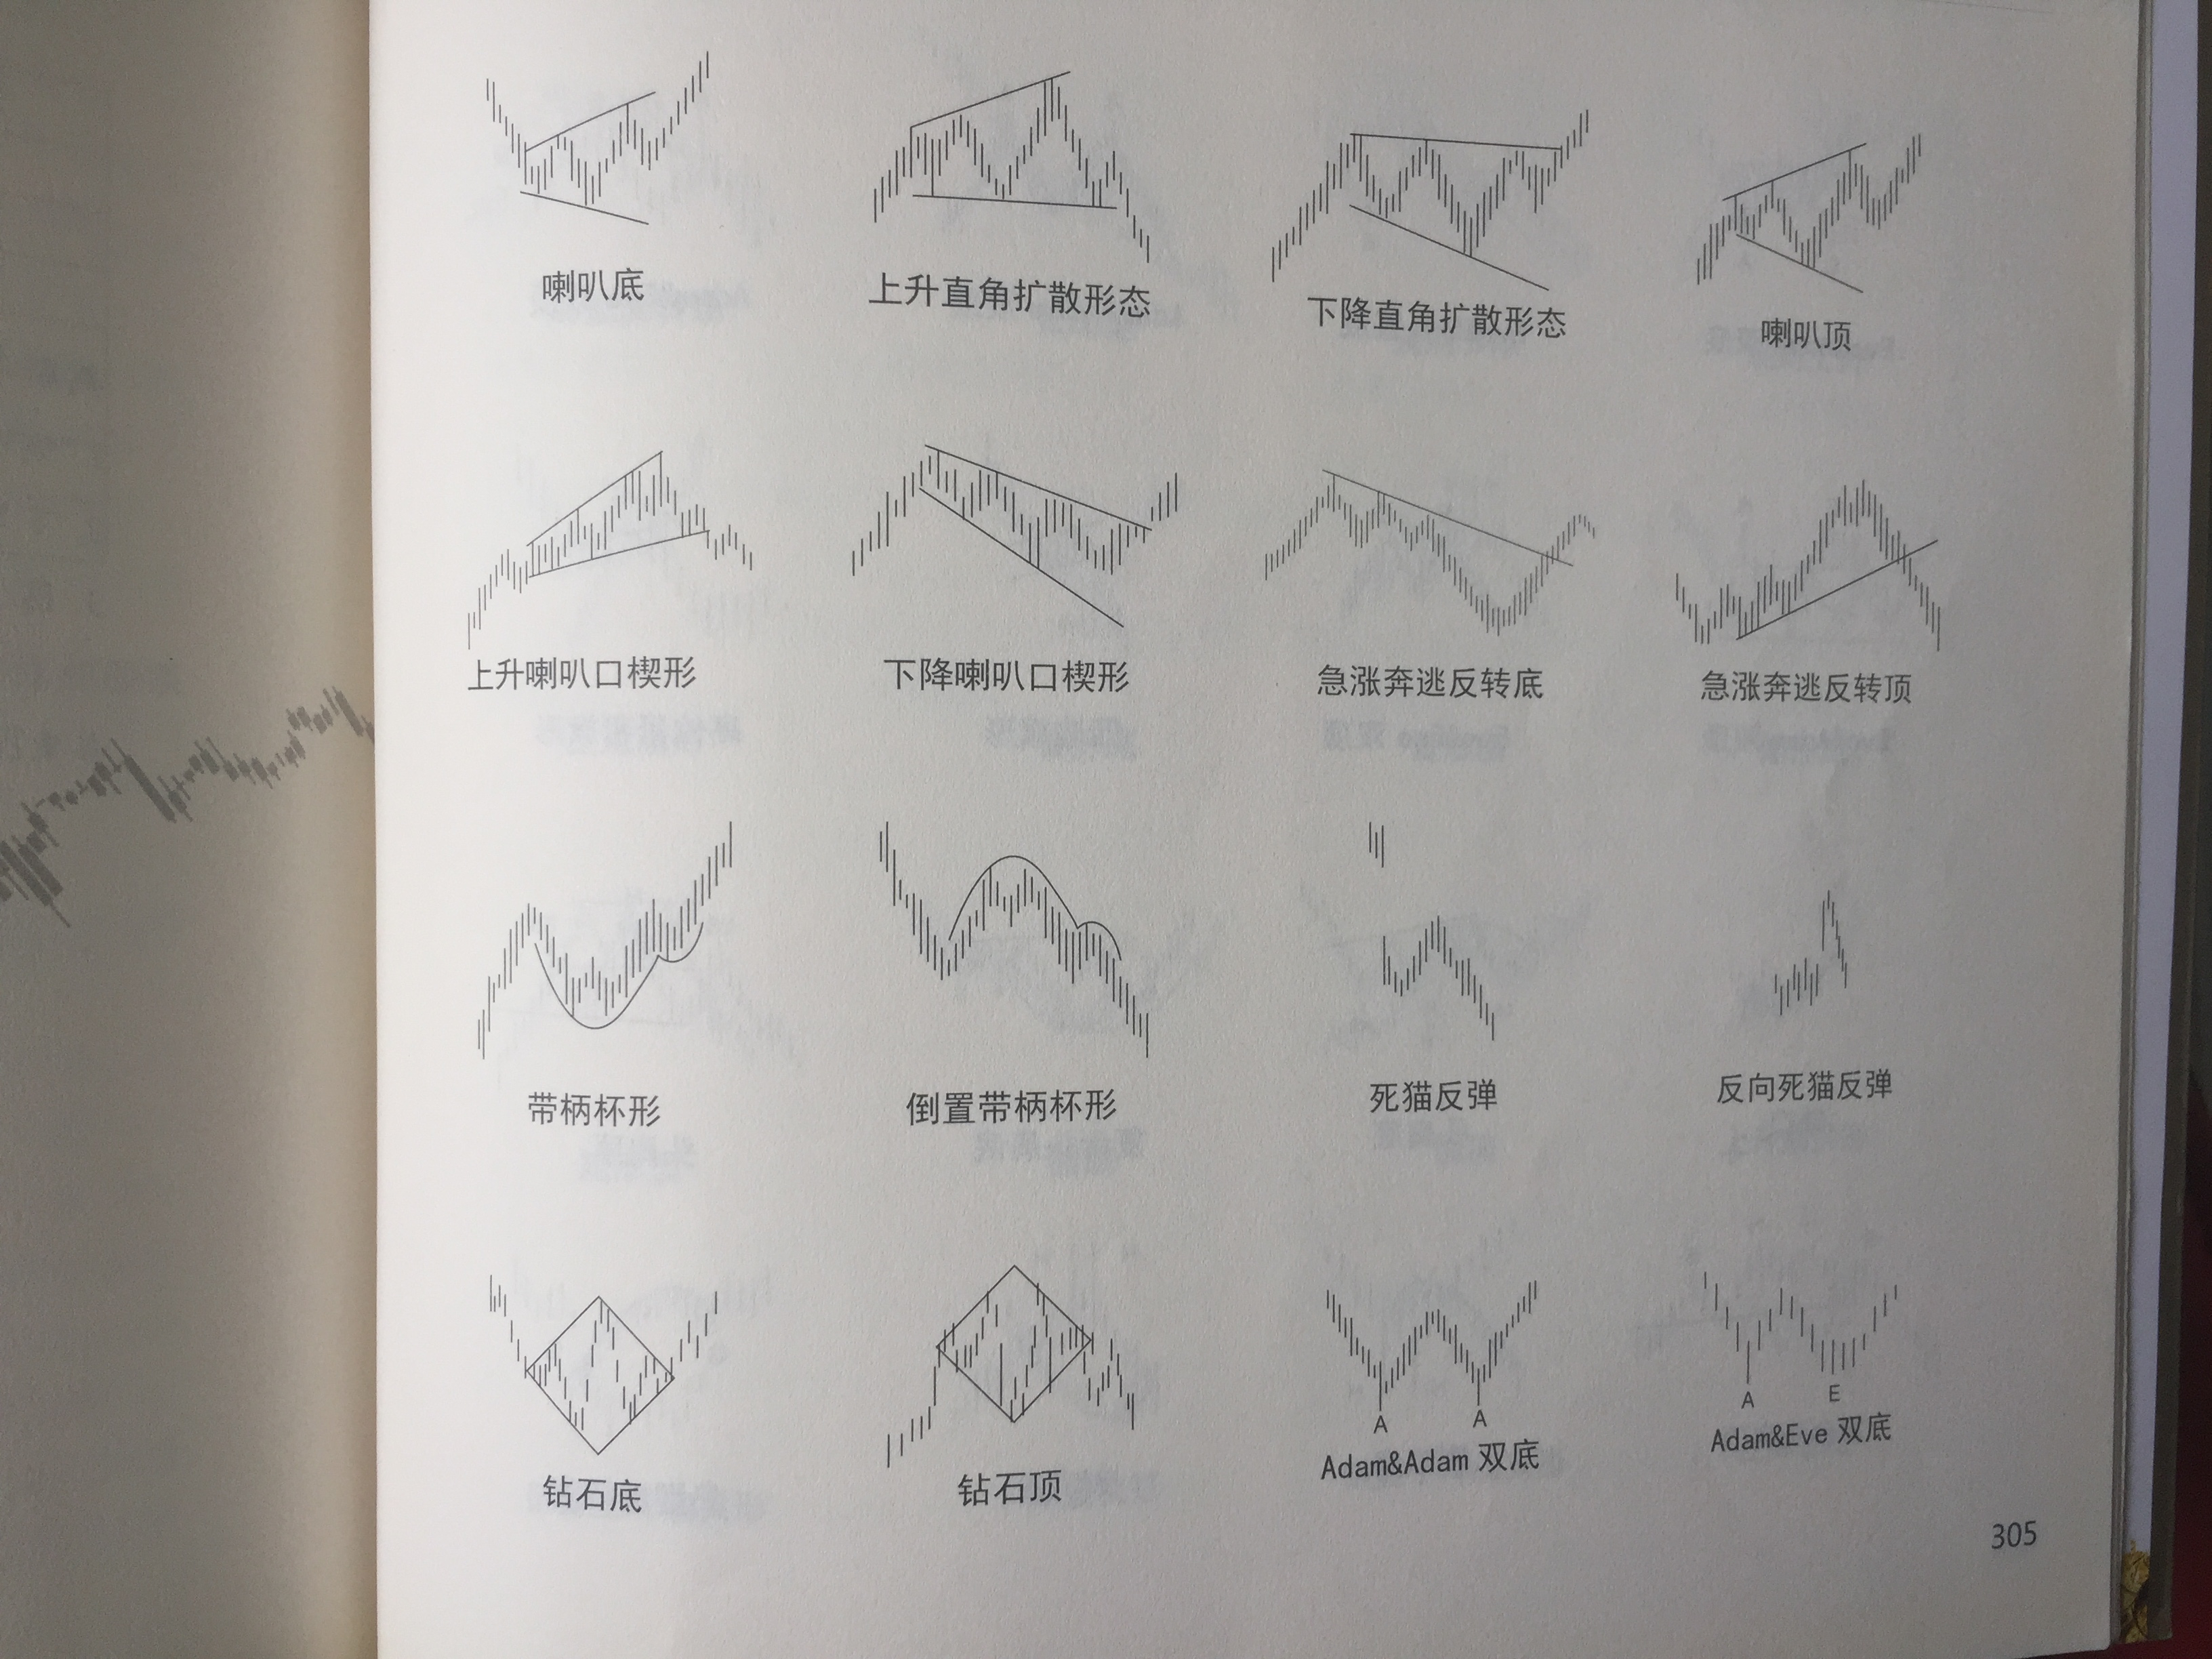 喇叭底
上升直角扩散形态
下降直角扩散形态
喇叭顶
上升喇叭口楔形
下降喇叭口楔形
急涨奔逃反转底
急涨奔逃反转顶
带柄杯形
倒置带柄杯形
死猫反弹
反向死猫反弹
钻石底
钻石顶
A
A
Adam&Adam 双底
A
E
Adam&Eve 双底
305